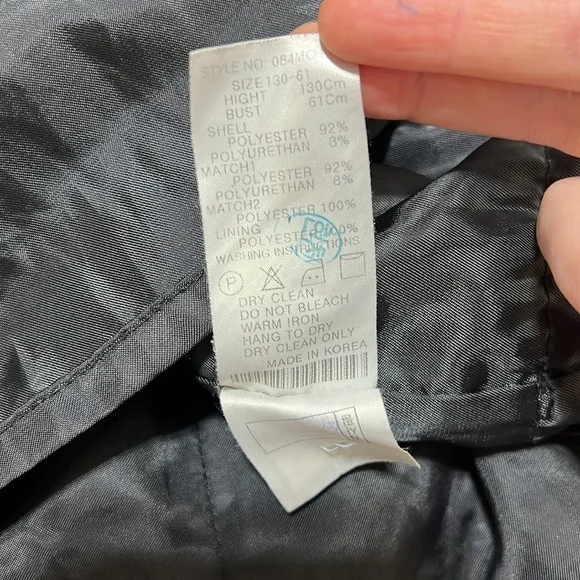 STYLE NO 084MO
SIZE 130-61
HIGHT 130Cm
BUST 61Cm
SHELL
POLYESTER 92%
POLYURETHAN 8%
MATCH1
POLYESTER 92%
POLYURETHAN 8%
MATCH2
POLYESTER 100%
LINING
POLYESTER 100%
WASHING INSTRUCTIONS
P
DRY CLEAN
DO NOT BLEACH
WARM IRON
HANG TO DRY
DRY CLEAN ONLY
MADE IN KOREA